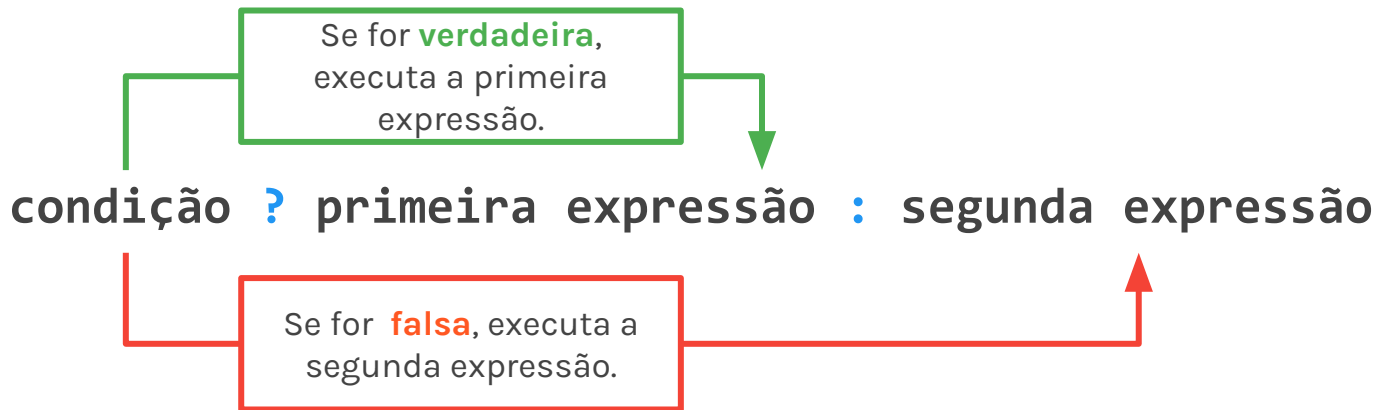 Se for verdadeira,
executa a primeira
expressão.
condição ? primeira expressão : segunda expressão
Se for falsa, executa a
segunda expressão.